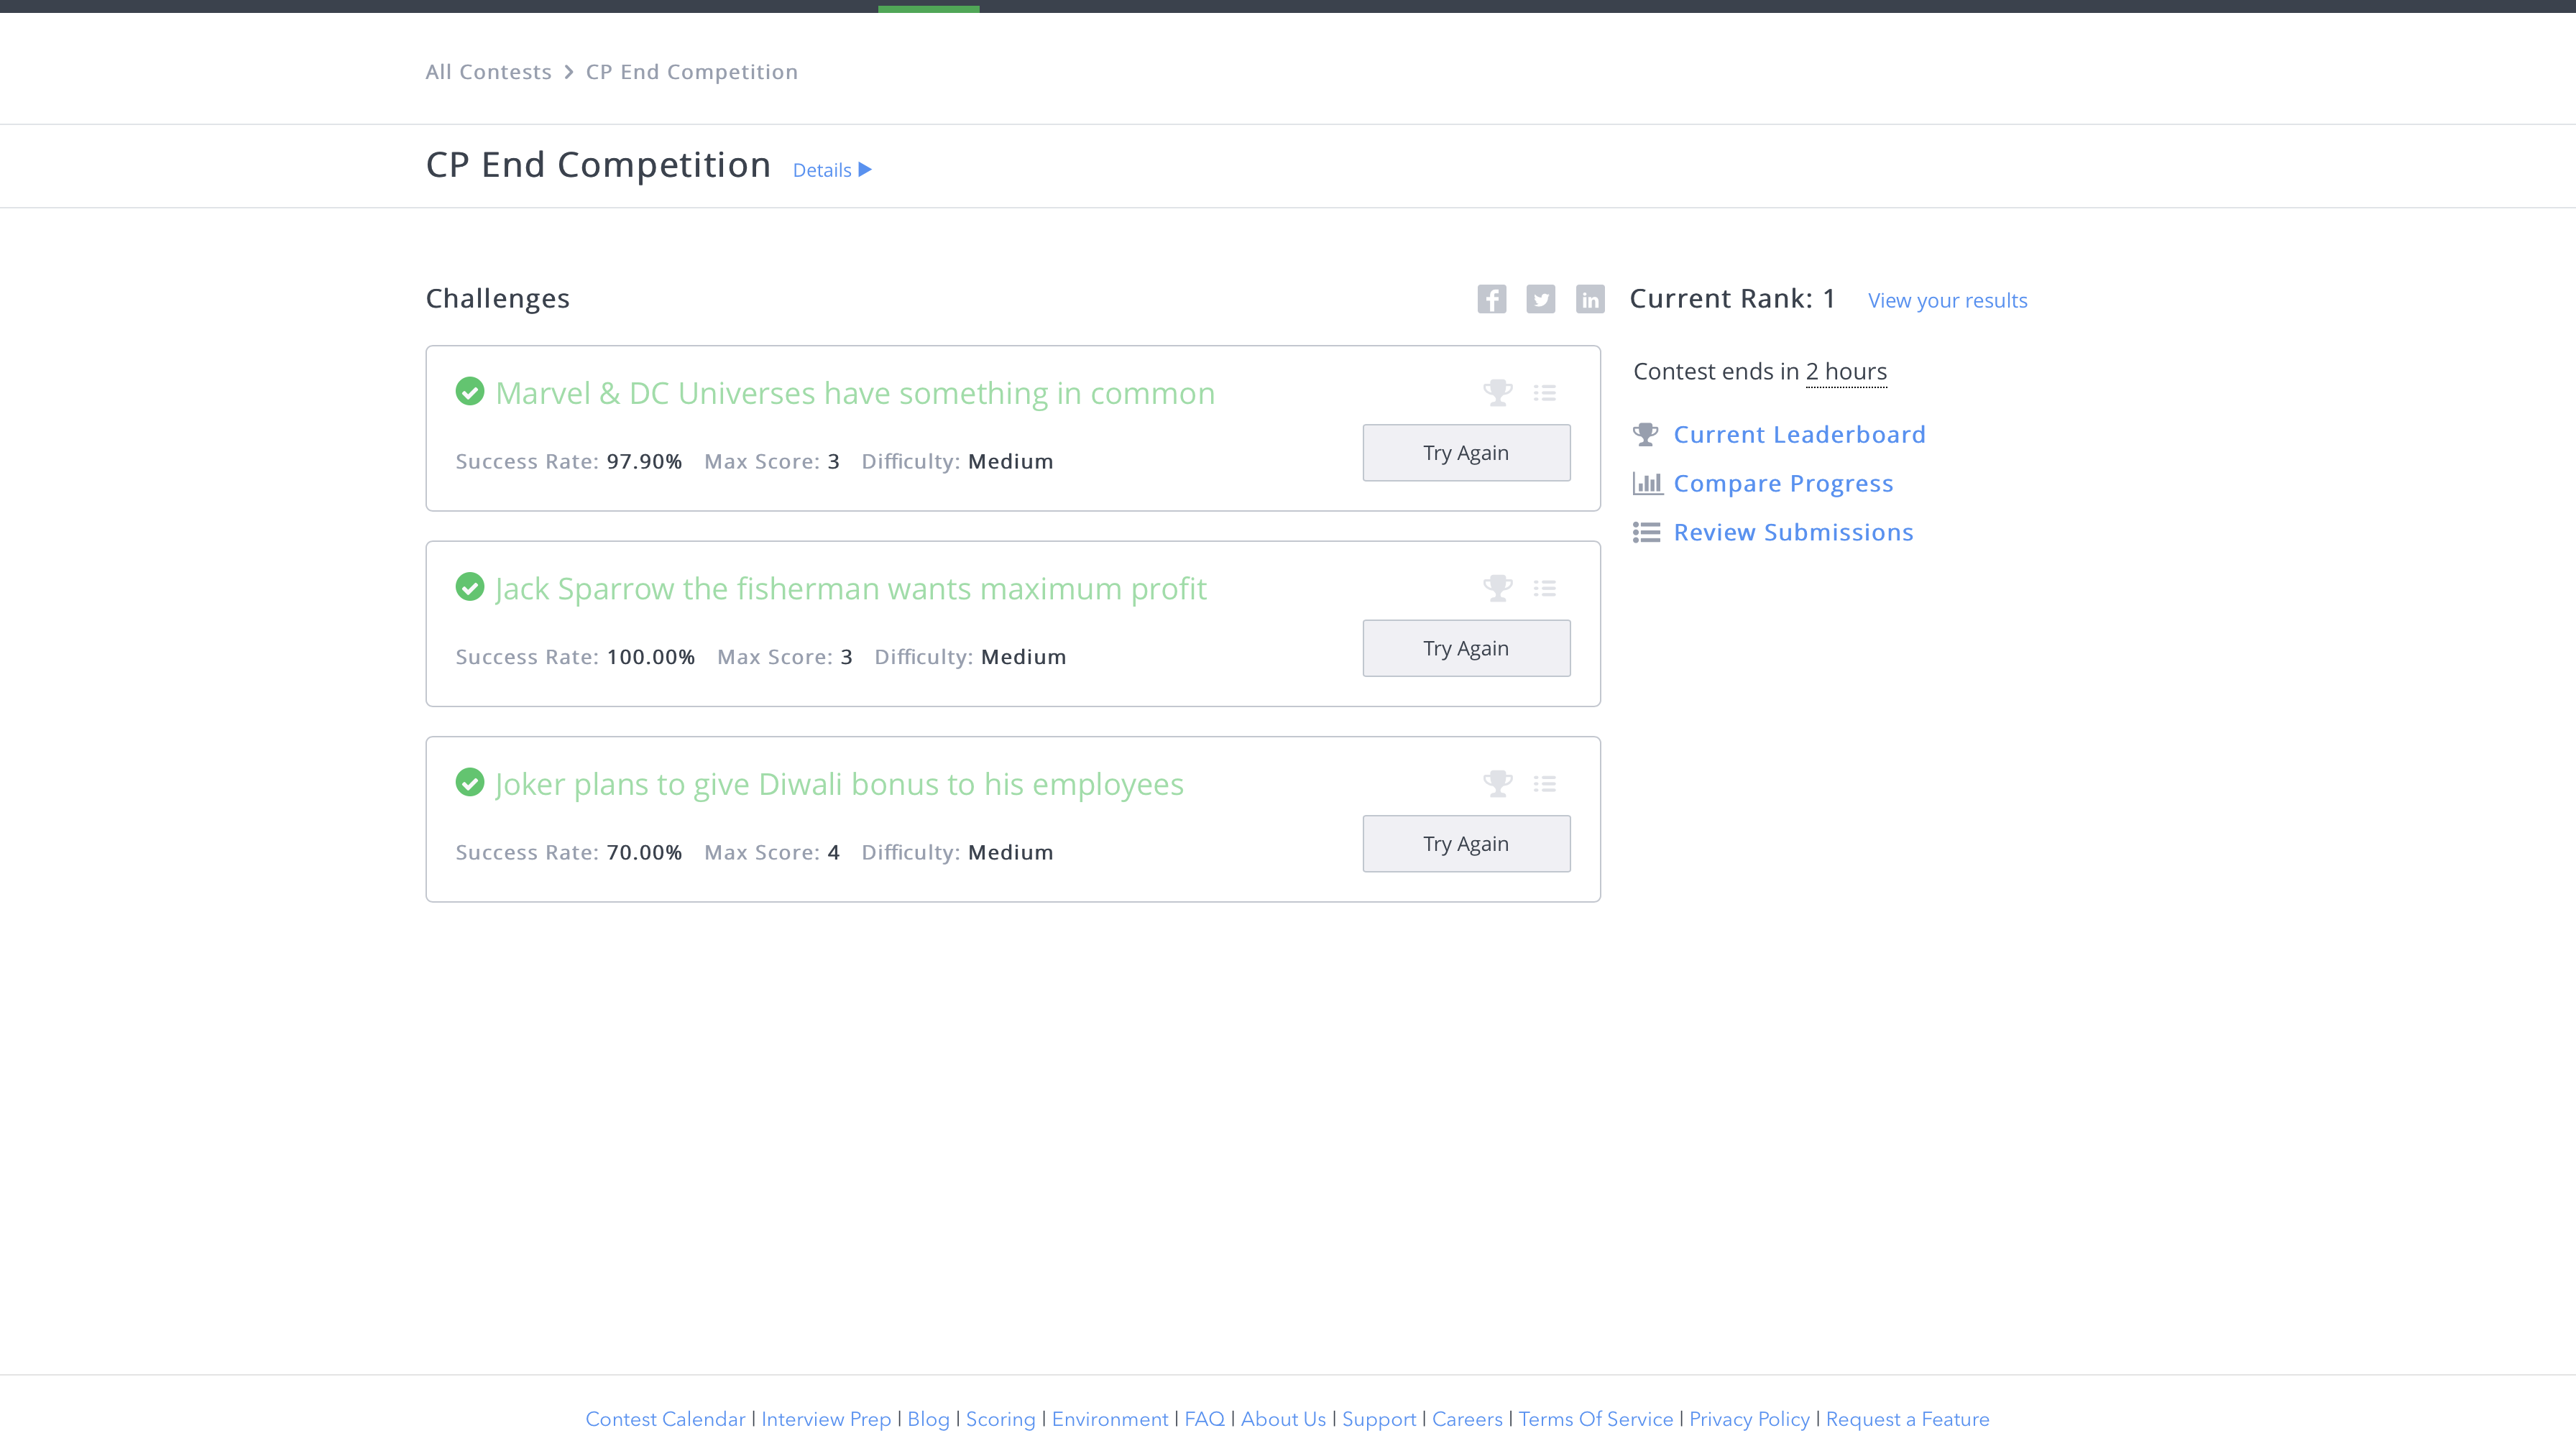 All Contests > CP End Competition
CP End Competition Details ▶
Challenges
Current Rank: 1 View your results
Marvel & DC Universes have something in common
Success Rate: 97.90% Max Score: 3 Difficulty: Medium
Try Again
Jack Sparrow the fisherman wants maximum profit
Success Rate: 100.00% Max Score: 3 Difficulty: Medium
Try Again
Joker plans to give Diwali bonus to his employees
Success Rate: 70.00% Max Score: 4 Difficulty: Medium
Try Again
Contest ends in 2 hours
Current Leaderboard
Compare Progress
Review Submissions
Contest Calendar | Interview Prep | Blog | Scoring | Environment | FAQ | About Us | Support | Careers | Terms Of Service | Privacy Policy | Request a Feature